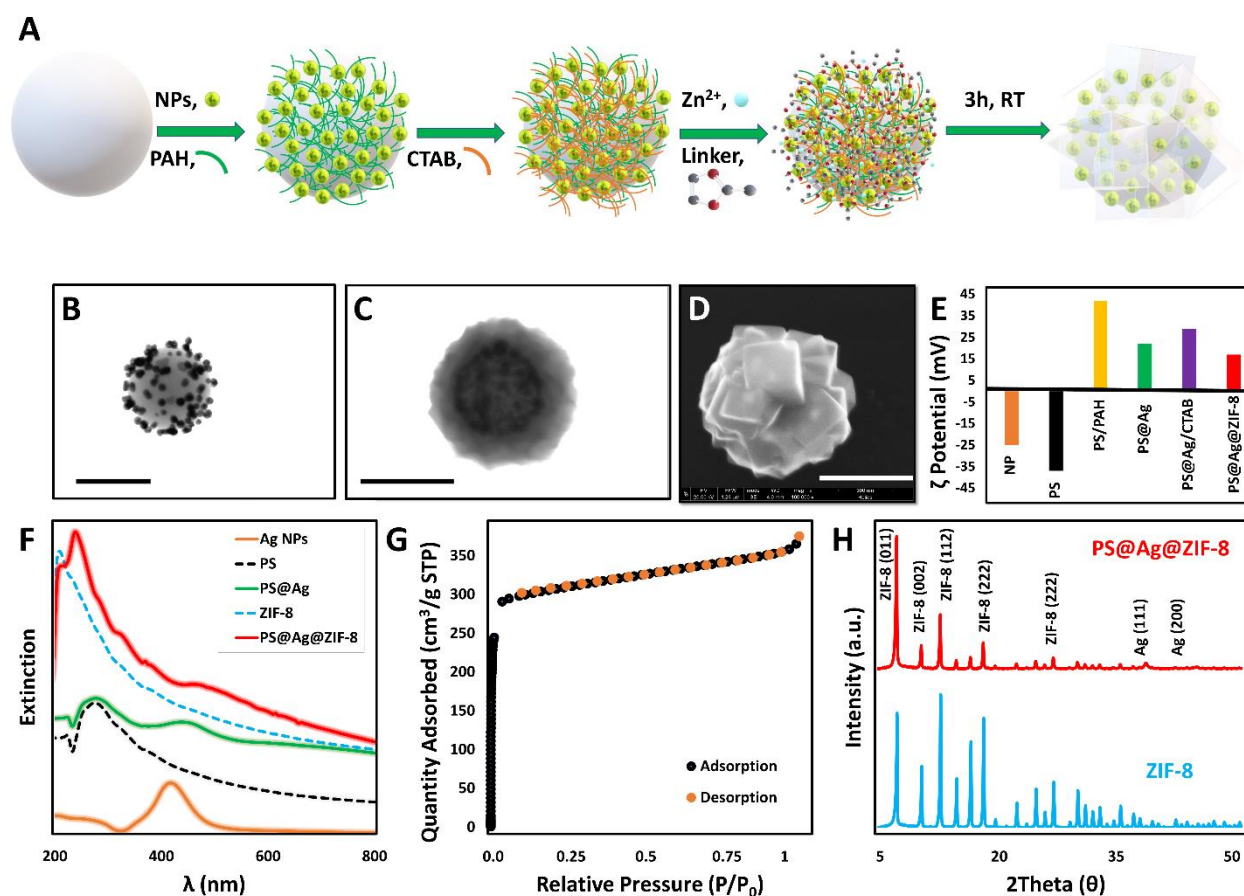 A
NPs,
PAH,
CTAB,
Zn2+,
Linker,
3h, RT
B
C
D
E
ζ Potential (mV)
45
35
25
15
5
-5
-15
-25
-35
-45
NP
PS
PS/PAH
PS@Ag
PS@Ag/CTAB
PS@Ag@ZIF-8
F
Extinction
Ag NPs
PS
PS@Ag
ZIF-8
PS@Ag@ZIF-8
200
400
600
800
λ (nm)
G
Quantity Adsorbed (cm3/g STP)
350
300
250
200
150
100
50
0
Adsorption
Desorption
0.0
0.25
0.5
0.75
1
Relative Pressure (P/P0)
H
Intensity (a.u.)
ZIF-8 (011)
ZIF-8 (002)
ZIF-8 (112)
ZIF-8 (222)
ZIF-8 (222)
Ag (111)
Ag (200)
PS@Ag@ZIF-8
ZIF-8
5
20
35
50
2Theta (θ)